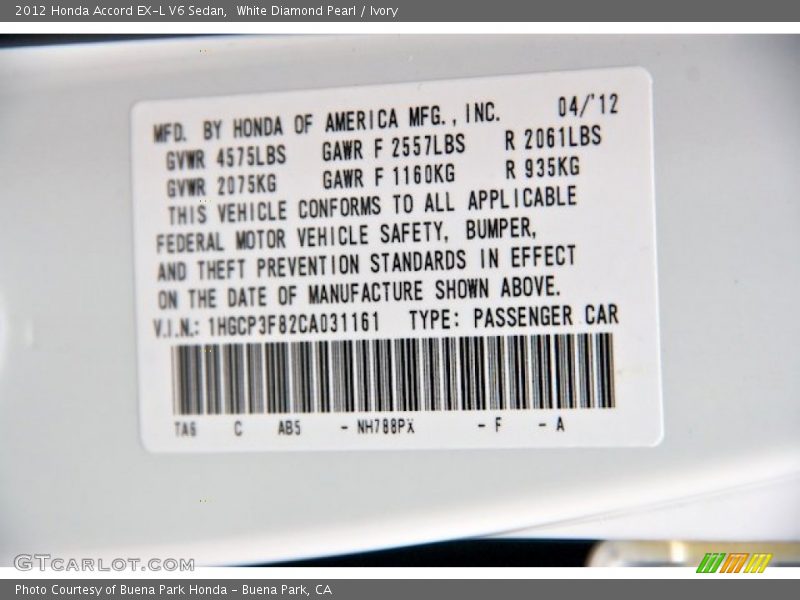 2012 Honda Accord EX-L V6 Sedan,  White Diamond Pearl / Ivory
04/'12
MFD. BY HONDA OF AMERICA MFG., INC.
GVWR 4575LBS GAWR F 2557LBS R 2061LBS
GVWR 2075KG GAWR F 1160KG R 935KG
THIS VEHICLE CONFORMS TO ALL APPLICABLE
FEDERAL MOTOR VEHICLE SAFETY, BUMPER,
AND THEFT PREVENTION STANDARDS IN EFFECT
ON THE DATE OF MANUFACTURE SHOWN ABOVE.
V.I.N.: 1HGCP3F82CA031161 TYPE: PASSENGER CAR
TA6 C AB5 - NH788PX - F - A
GTCARLOT.COM
Photo Courtesy of Buena Park Honda - Buena Park, CA